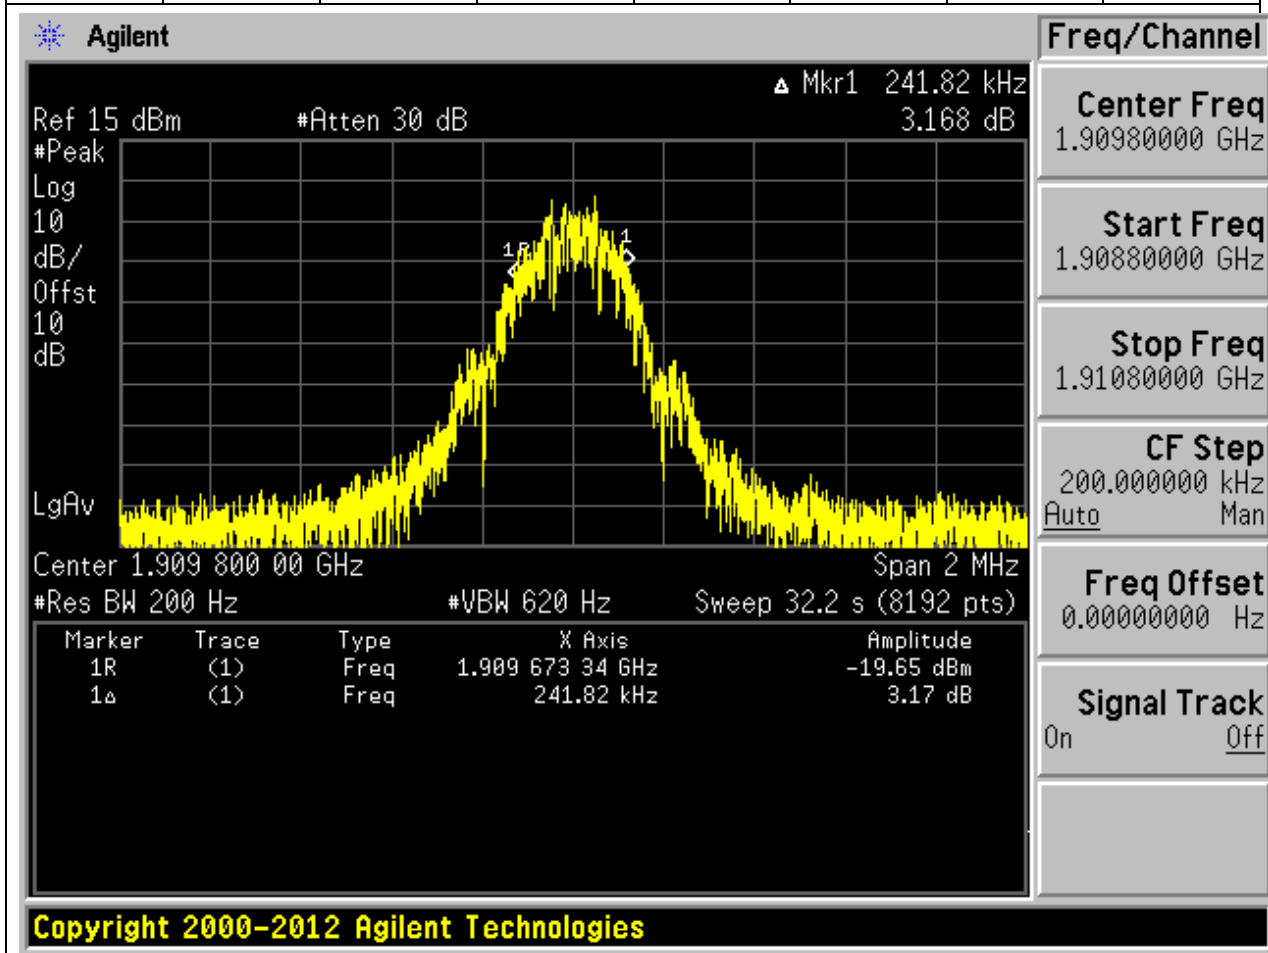 Agilent
Freq/Channel
Δ Mkr1 241.82 kHz
Ref 15 dBm #Atten 30 dB 3.168 dB
#Peak
Log
10
dB/
Offst
10
dB
1R
1
LgAv
Center 1.909 800 00 GHz Span 2 MHz
#Res BW 200 Hz #VBW 620 Hz Sweep 32.2 s (8192 pts)
Marker Trace Type X Axis Amplitude
1R (1) Freq 1.909 673 34 GHz -19.65 dBm
1Δ (1) Freq 241.82 kHz 3.17 dB
Center Freq
1.90980000 GHz
Start Freq
1.90880000 GHz
Stop Freq
1.91080000 GHz
CF Step
200.000000 kHz
Auto Man
Freq Offset
0.00000000 Hz
Signal Track
On Off
Copyright 2000-2012 Agilent Technologies